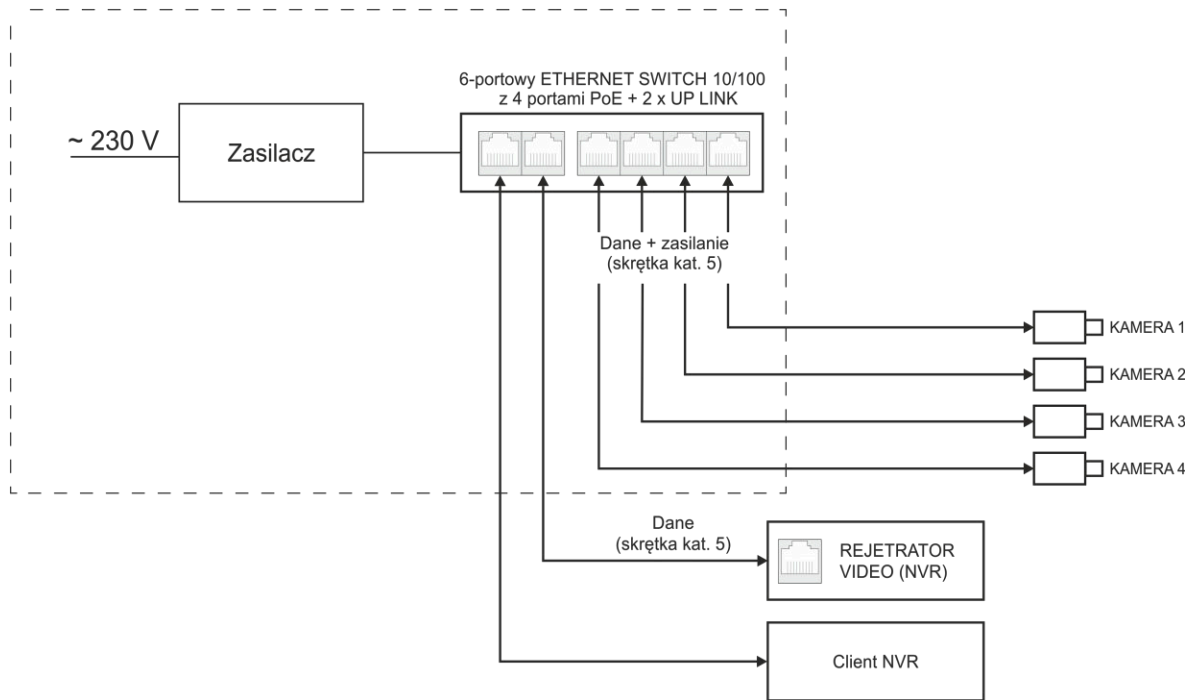 6-portowy ETHERNET SWITCH 10/100
z 4 portami PoE + 2 x UP LINK
~ 230 V
Zasilacz
Dane + zasilanie
(skrętka kat. 5)
KAMERA 1
KAMERA 2
KAMERA 3
KAMERA 4
Dane
(skrętka kat. 5)
REJETRATOR
VIDEO (NVR)
Client NVR